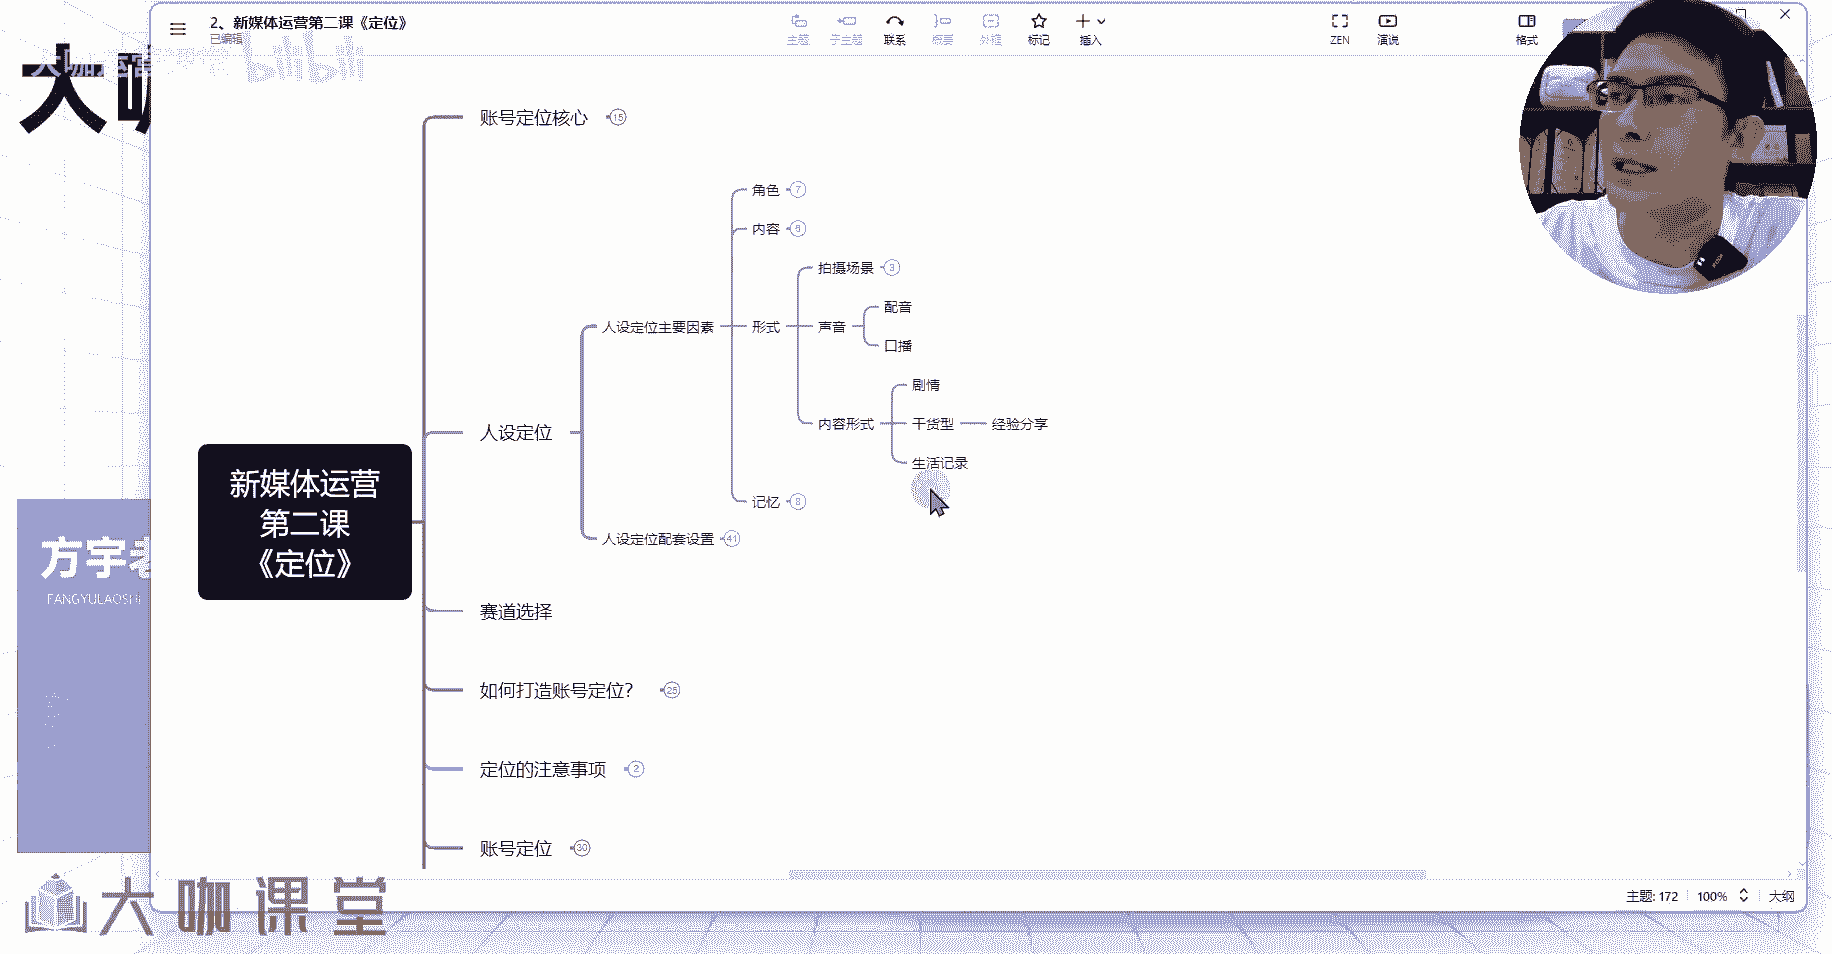 2、新媒体运营第二课《定位》
已编辑
主题
子主题
联系
概要
外框
标记
插入
ZEN
演说
格式
大咖运营
bilibili
大咖
账号定位核心 15
角色 7
内容 6
拍摄场景 3
配音
人设定位主要因素
形式
声音
口播
剧情
内容形式
干货型
经验分享
人设定位
生活记录
记忆 8
人设定位配套设置 41
新媒体运营
第二课
《定位》
赛道选择
如何打造账号定位? 25
定位的注意事项 2
账号定位 30
方宇老
FANGYULAOSHI
大咖课堂
主题: 172
100%
大纲